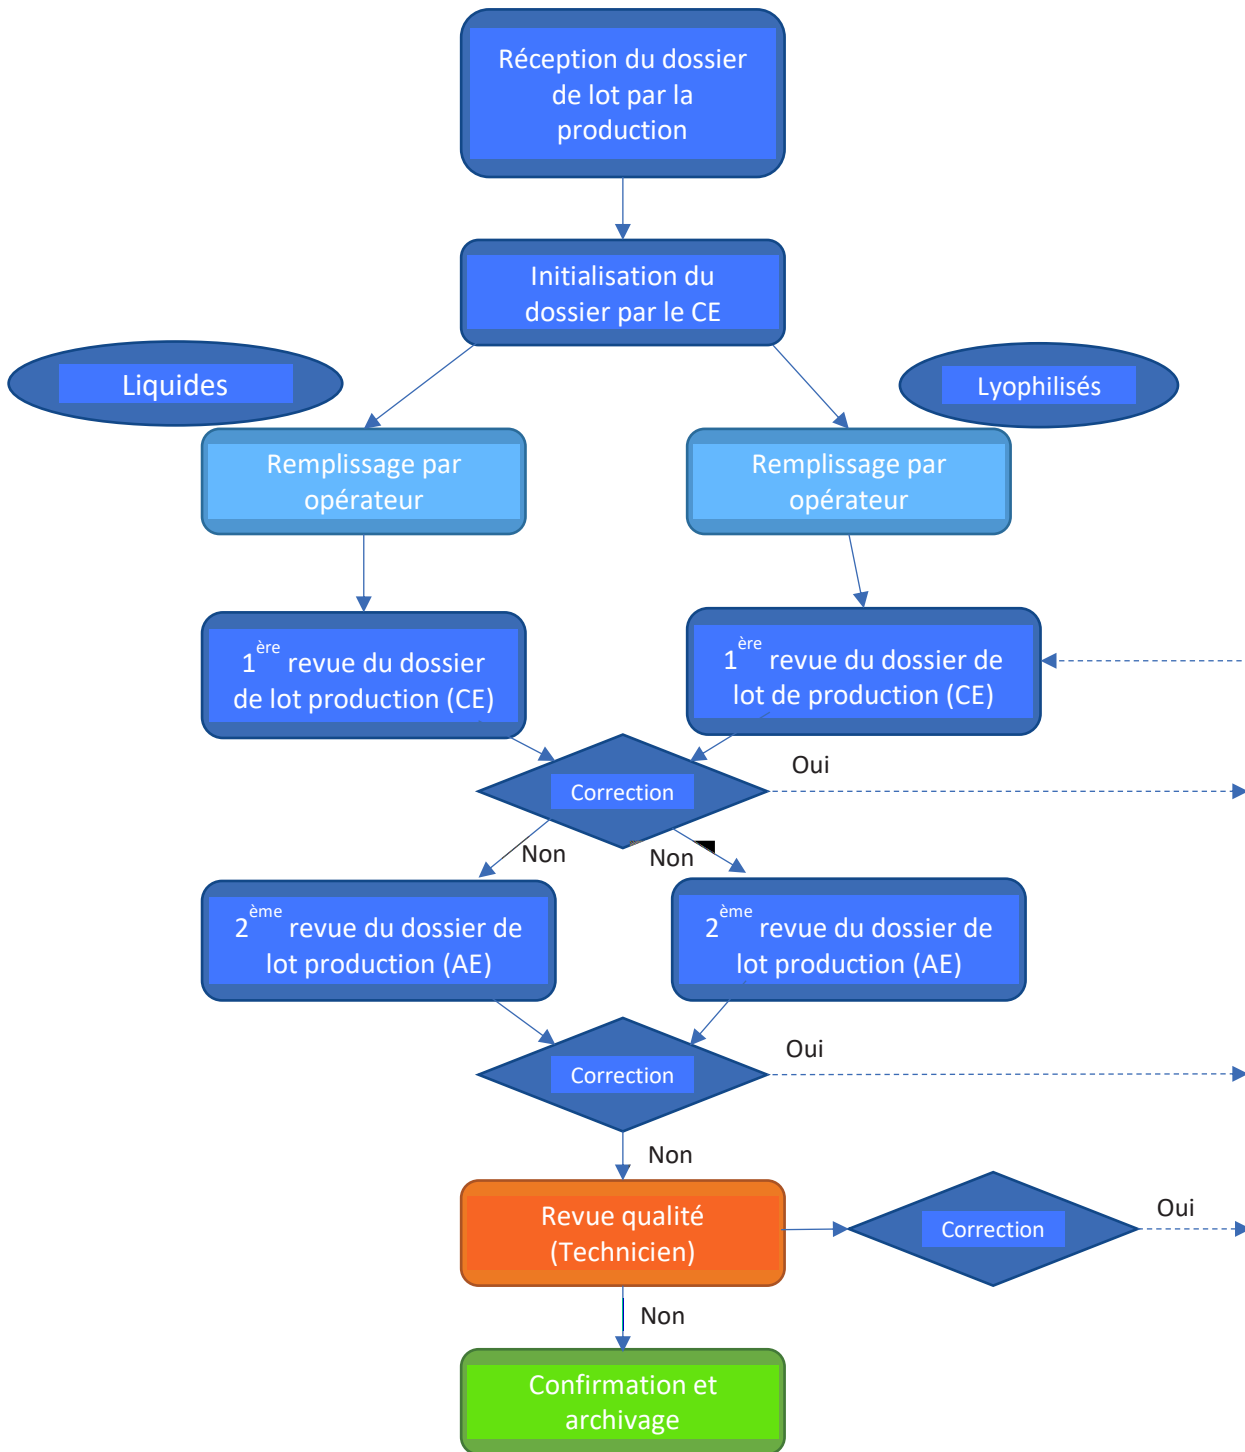 Réception du dossier
de lot par la
production
Initialisation du
dossier par le CE
Liquides
Lyophilisés
Remplissage par
opérateur
Remplissage par
opérateur
1ère revue du dossier
de lot production (CE)
1ère revue du dossier de
lot de production (CE)
Correction
Oui
Non
Non
2ème revue du dossier de
lot production (AE)
2ème revue du dossier de
lot production (AE)
Correction
Oui
Non
Revue qualité
(Technicien)
Correction
Oui
Non
Confirmation et
archivage